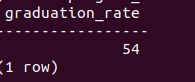 graduation_rate
-----------------
54
(1 row)